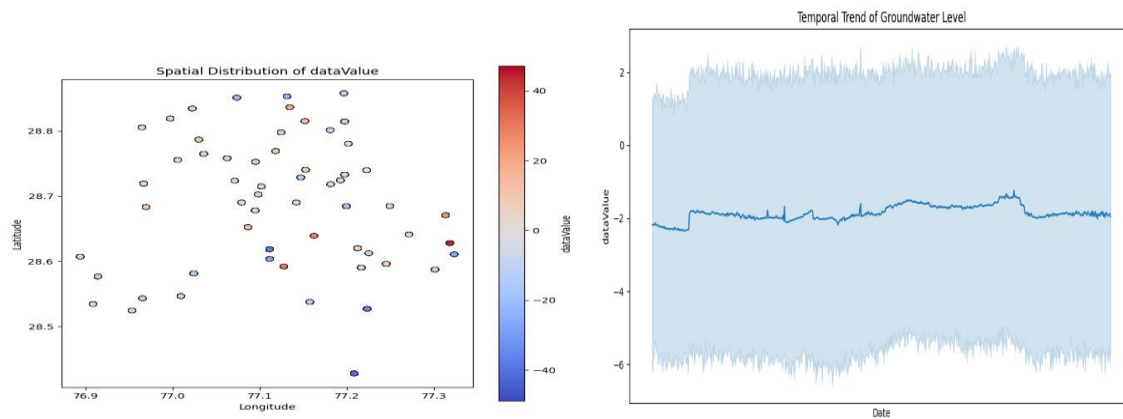 Spatial Distribution of dataValue
Latitude
28.8
28.7
28.6
28.5
76.9 77.0 77.1 77.2 77.3
Longitude
40
20
0
−20
−40
dataValue
Temporal Trend of Groundwater Level
dataValue
2
0
−2
−4
−6
Date